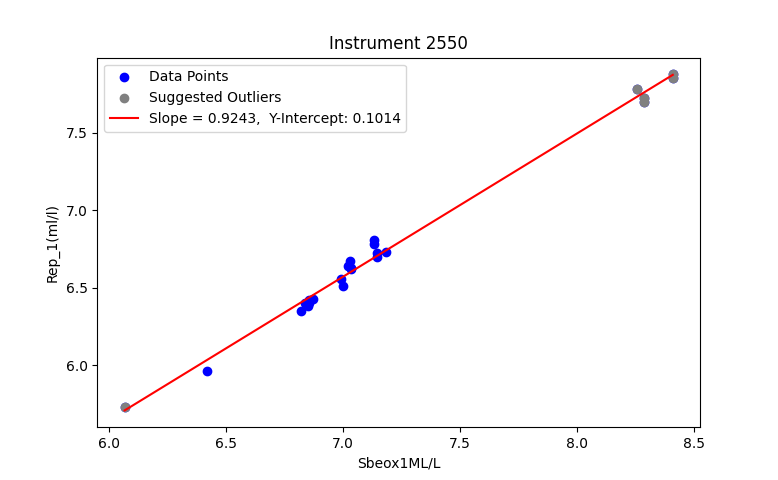 Instrument 2550
Data Points
Suggested Outliers
Slope = 0.9243,  Y-Intercept: 0.1014
7.5
7.0
6.5
6.0
Rep_1(ml/l)
6.0 6.5 7.0 7.5 8.0 8.5
Sbeox1ML/L